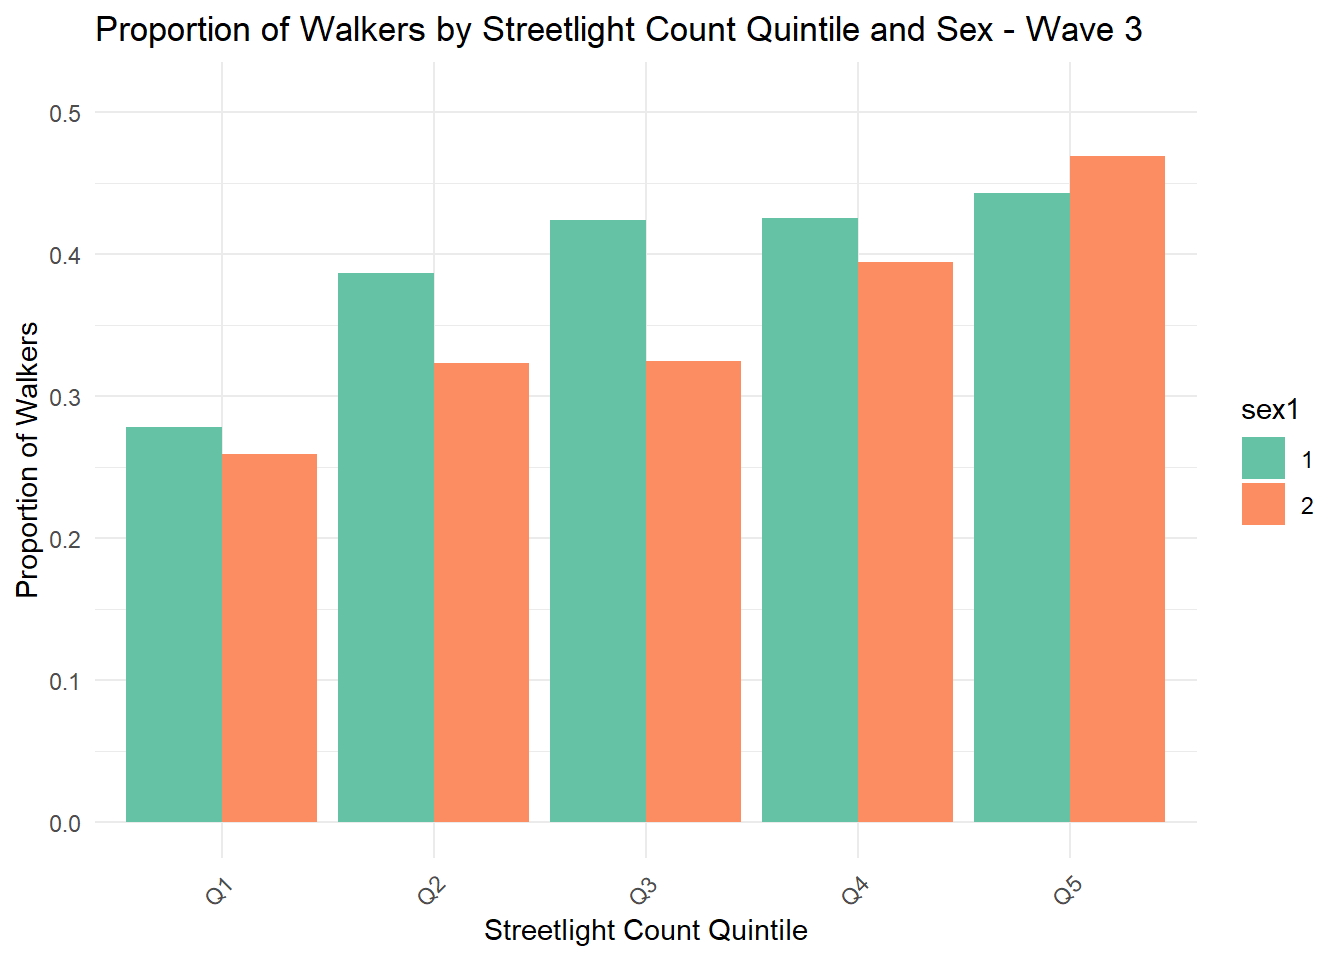 Proportion of Walkers by Streetlight Count Quintile and Sex - Wave 3
0.5
0.4
0.3
0.2
0.1
0.0
Proportion of Walkers
Q1
Q2
Q3
Q4
Q5
Streetlight Count Quintile
sex1
1
2